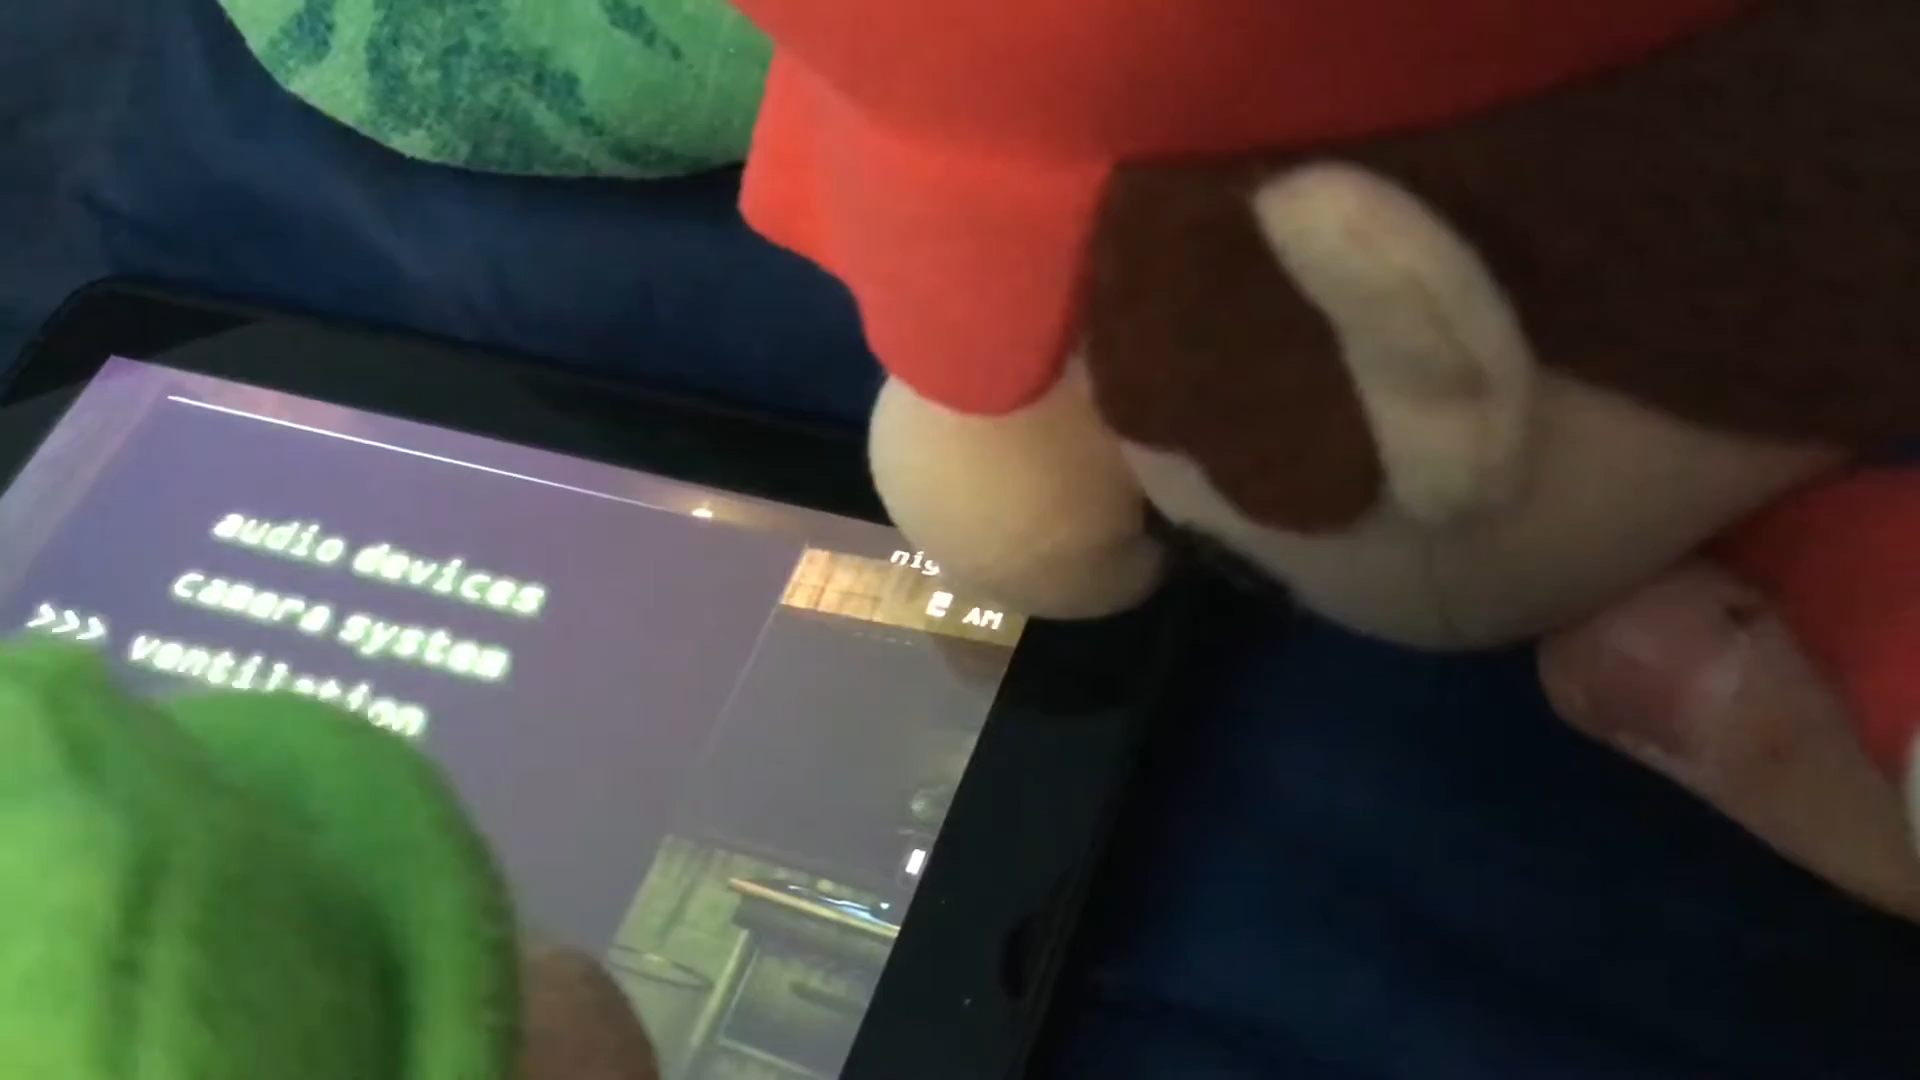 audio devices
camera system
>>> ventilation
AM